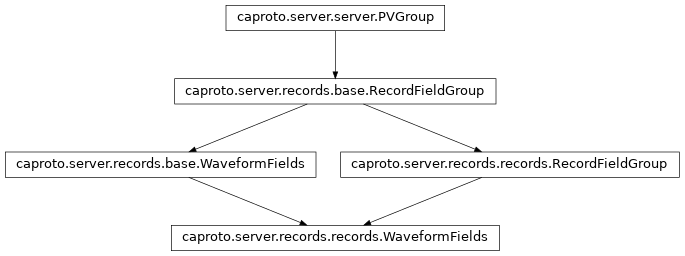 caproto.server.server.PVGroup
caproto.server.records.base.RecordFieldGroup
caproto.server.records.base.WaveformFields
caproto.server.records.records.RecordFieldGroup
caproto.server.records.records.WaveformFields